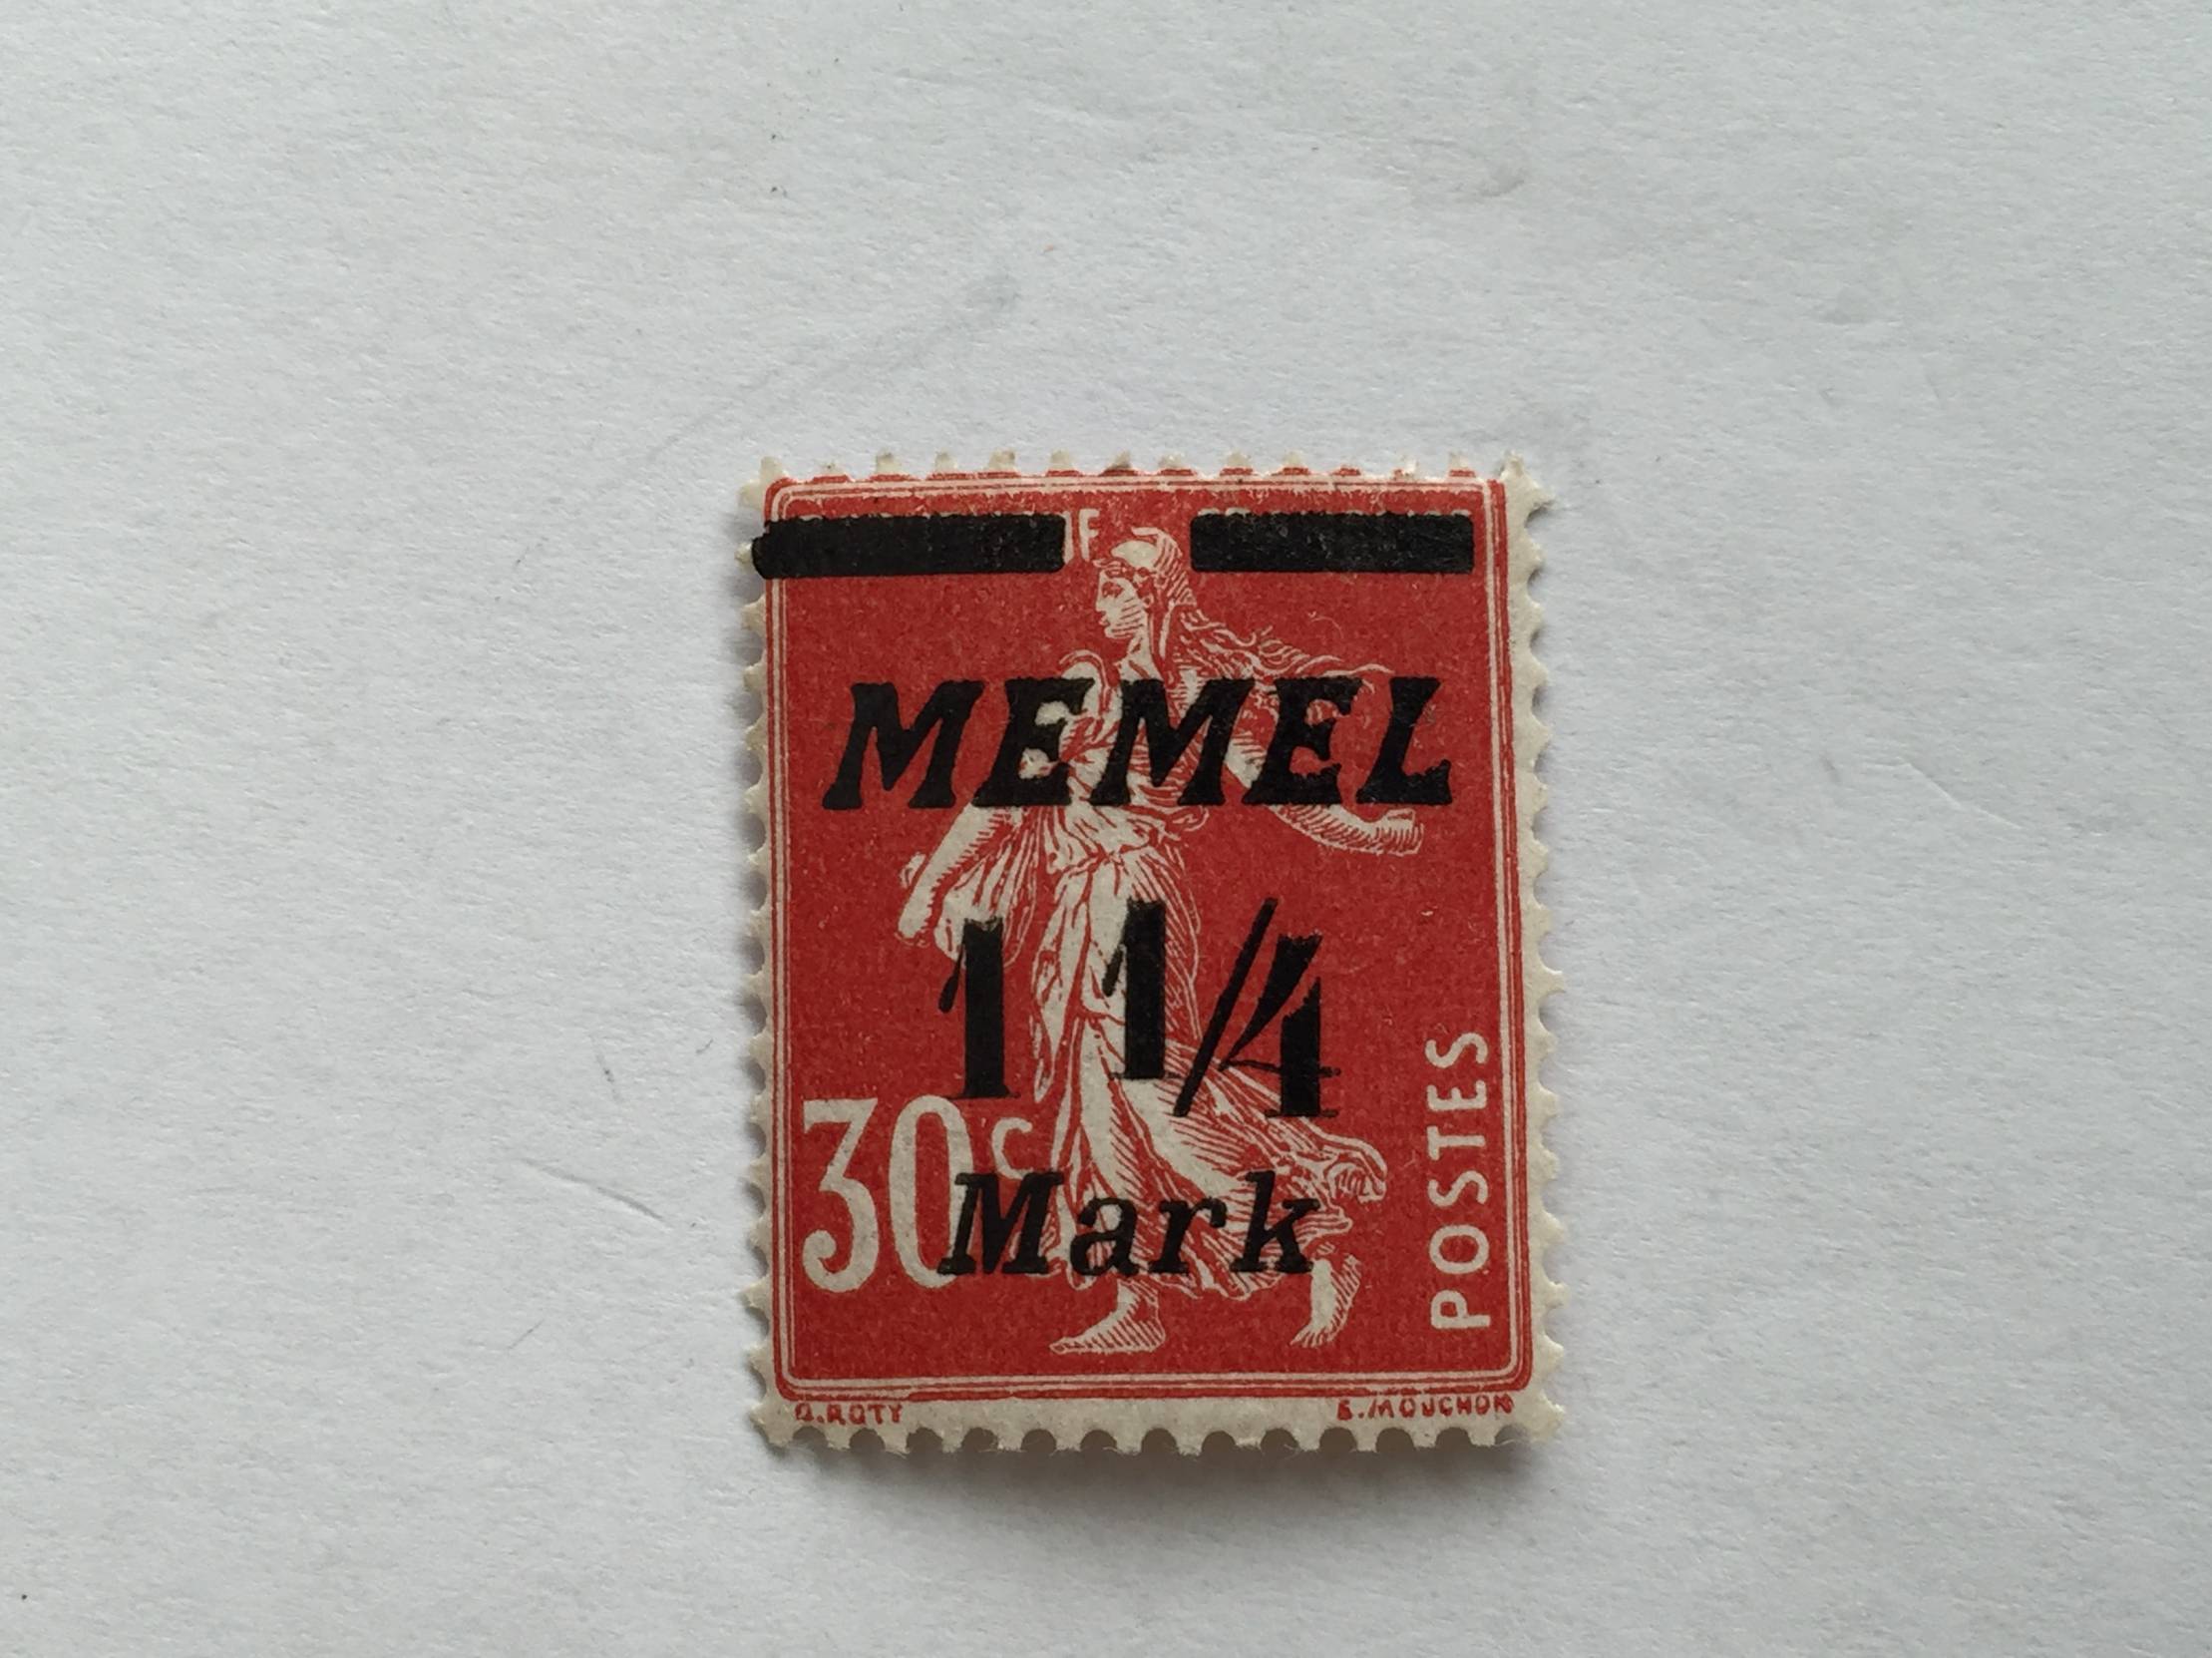 F
MEMEL
1 1/4
30c
Mark
POSTES
O.ROTY
E.MOUCHON